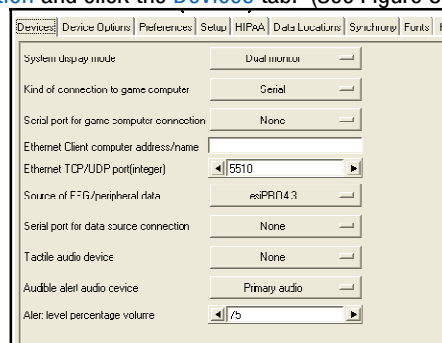 and click the Devices tab. (See Figure
Devices Device Options Preferences Setup HIPAA Data Locations Synchrony Fonts
System display mode Dual monitor
Kind of connection to game computer Serial
Serial port for game computer connection None
Ethernet Client computer address/name
Ethernet TCP/UDP port(integer) 5510
Source of EEG/peripheral data esiPRO4.3
Serial port for data source connection None
Tactile audio device None
Audible alert audio device Primary audio
Alert level percentage volume 75